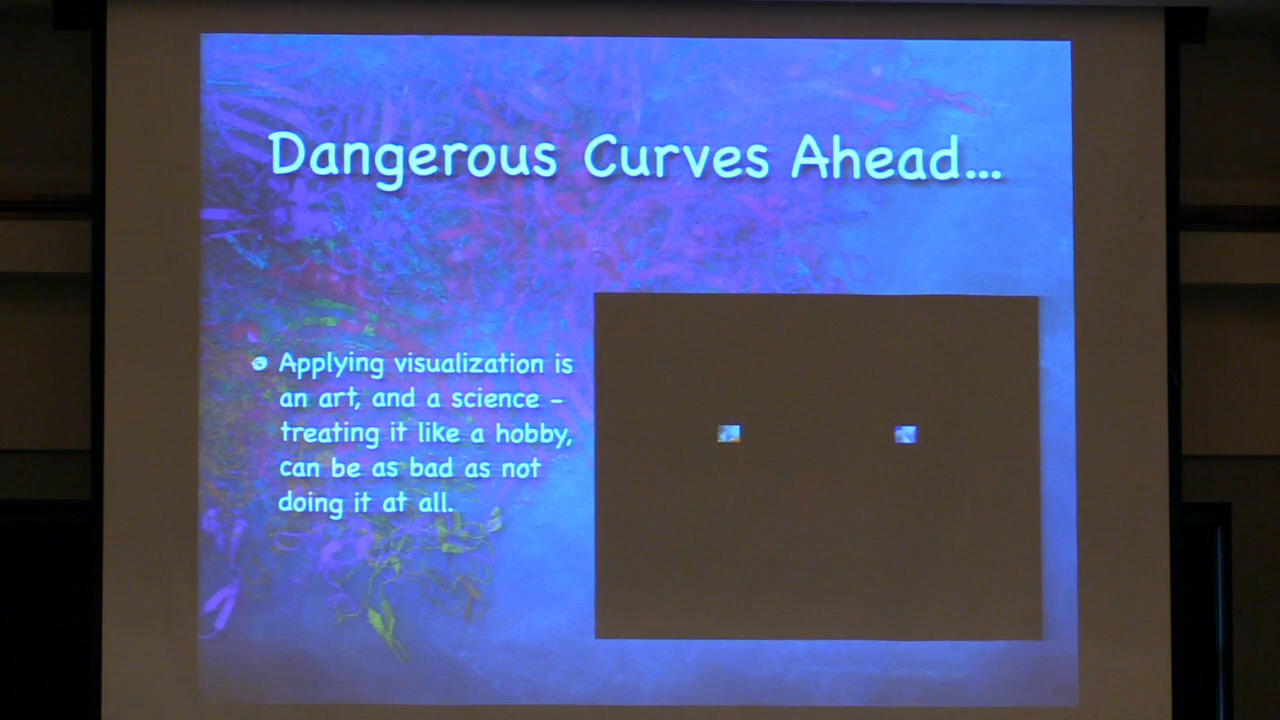 Dangerous Curves Ahead...
Applying visualization is
an art, and a science –
treating it like a hobby,
can be as bad as not
doing it at all.